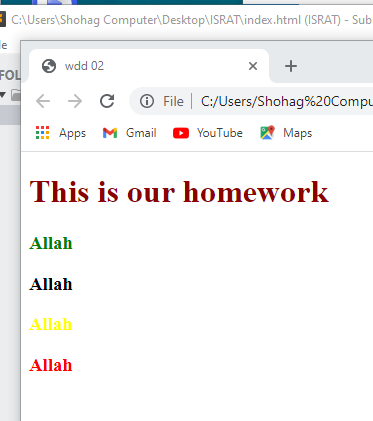 C:\Users\Shohag Computer\Desktop\ISRAT\index.html (ISRAT) - Sub
le
FOL
wdd 02
File C:/Users/Shohag%20Compu
Apps Gmail YouTube Maps
This is our homework
Allah
Allah
Allah
Allah